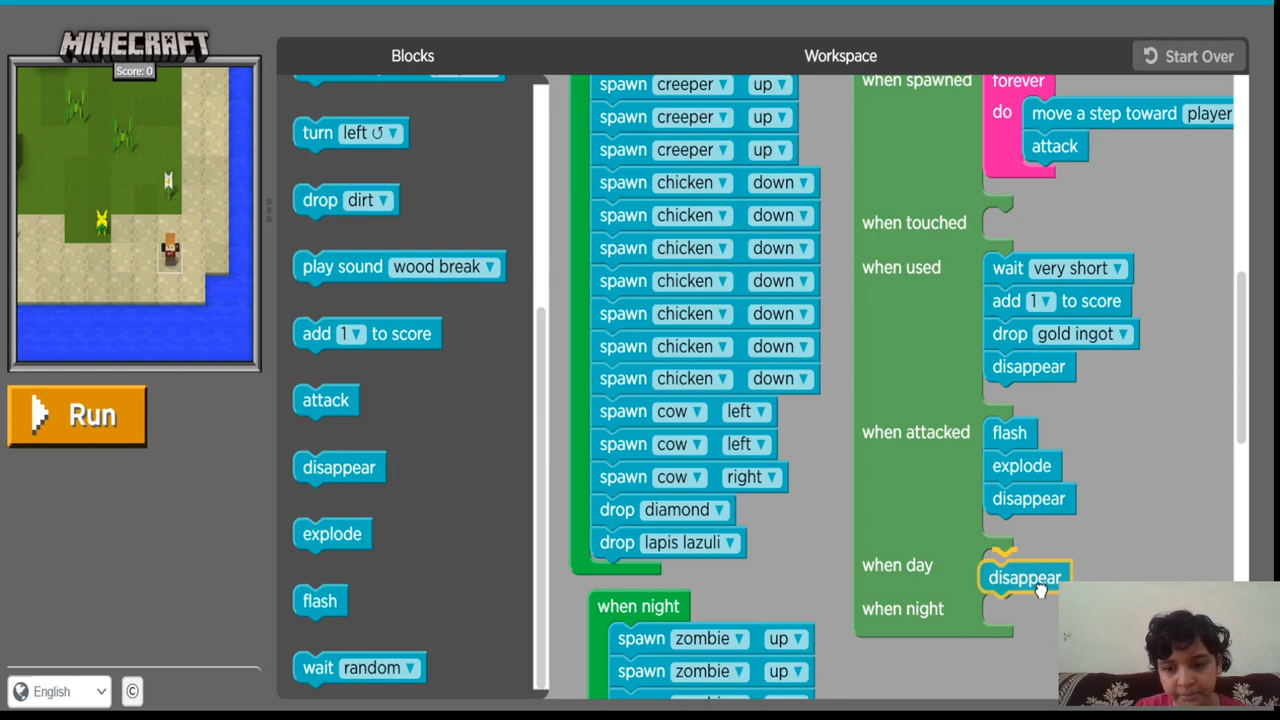 MINECRAFT
Score: 0
Run
English
©
Blocks
Workspace
Start Over
turn left ↺
drop dirt
play sound wood break
add 1 to score
attack
disappear
explode
flash
wait random
spawn creeper up
spawn creeper up
spawn creeper up
spawn chicken down
spawn chicken down
spawn chicken down
spawn chicken down
spawn chicken down
spawn chicken down
spawn chicken down
spawn cow left
spawn cow left
spawn cow right
drop diamond
drop lapis lazuli
when night
spawn zombie up
spawn zombie up
when spawned
forever
do
move a step toward player
attack
when touched
when used
wait very short
add 1 to score
drop gold ingot
disappear
when attacked
flash
explode
disappear
when day
disappear
when night